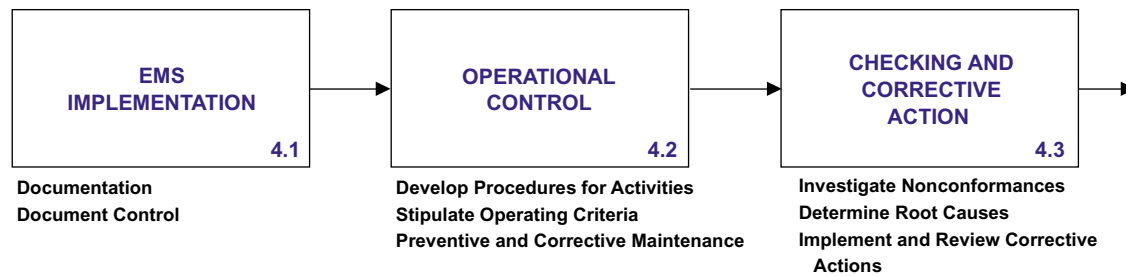 EMS
IMPLEMENTATION
4.1
Documentation
Document Control
OPERATIONAL
CONTROL
4.2
Develop Procedures for Activities
Stipulate Operating Criteria
Preventive and Corrective Maintenance
CHECKING AND
CORRECTIVE
ACTION
4.3
Investigate Nonconformances
Determine Root Causes
Implement and Review Corrective
Actions